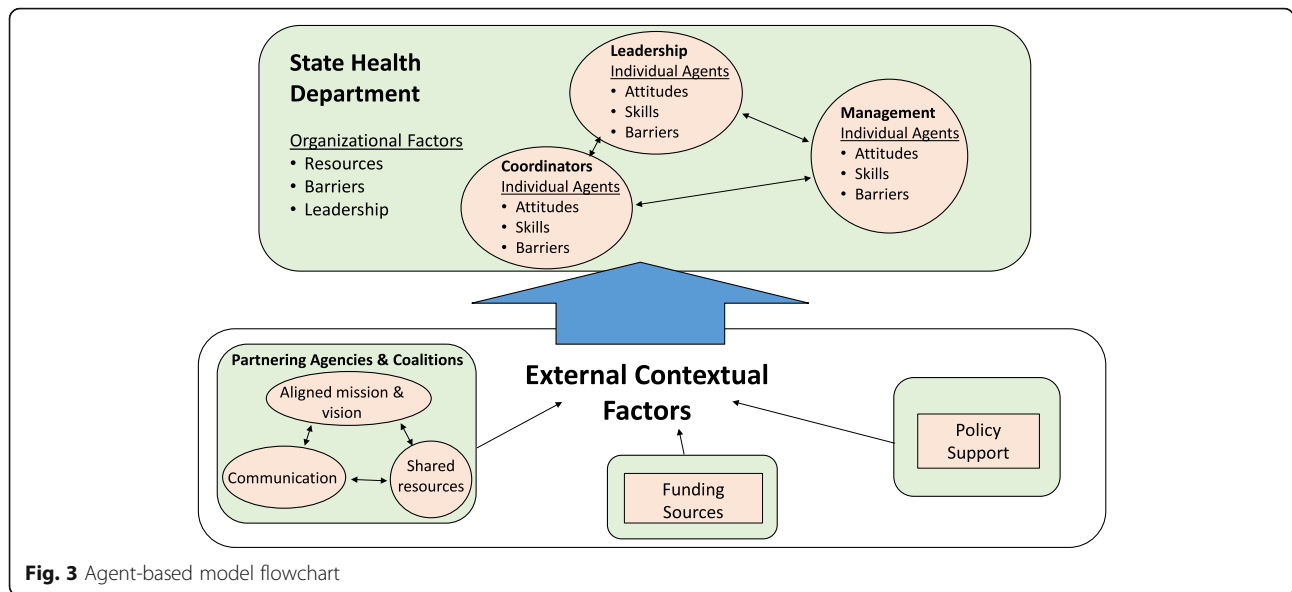 State Health
Department
Organizational Factors
• Resources
• Barriers
• Leadership
Leadership
Individual Agents
• Attitudes
• Skills
• Barriers
Management
Individual Agents
• Attitudes
• Skills
• Barriers
Coordinators
Individual Agents
• Attitudes
• Skills
• Barriers
Partnering Agencies & Coalitions
Aligned mission &
vision
Communication
Shared
resources
External Contextual
Factors
Funding
Sources
Policy
Support
Fig. 3 Agent-based model flowchart